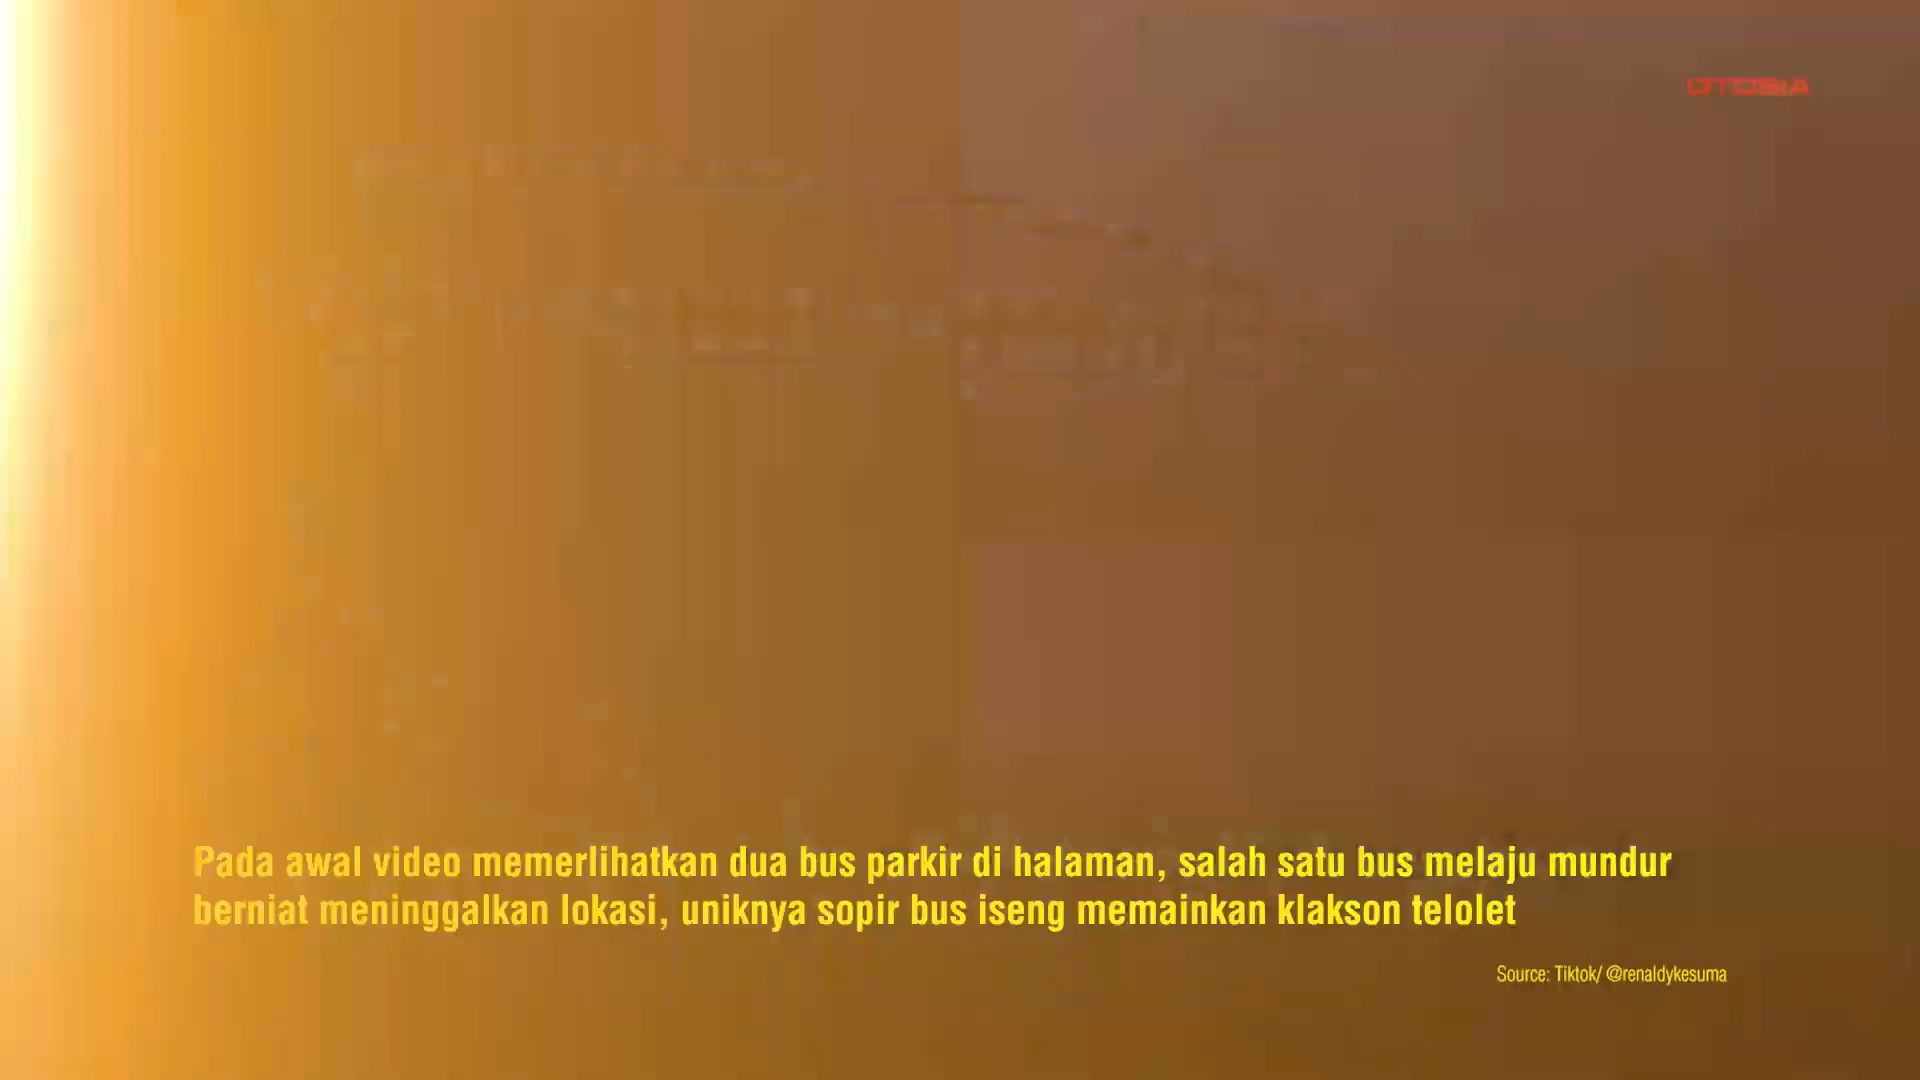 OTOSIA
Pada awal video memerlihatkan dua bus parkir di halaman, salah satu bus melaju mundur
berniat meninggalkan lokasi, uniknya sopir bus iseng memainkan klakson telolet
Source: Tiktok/ @renaldykesuma